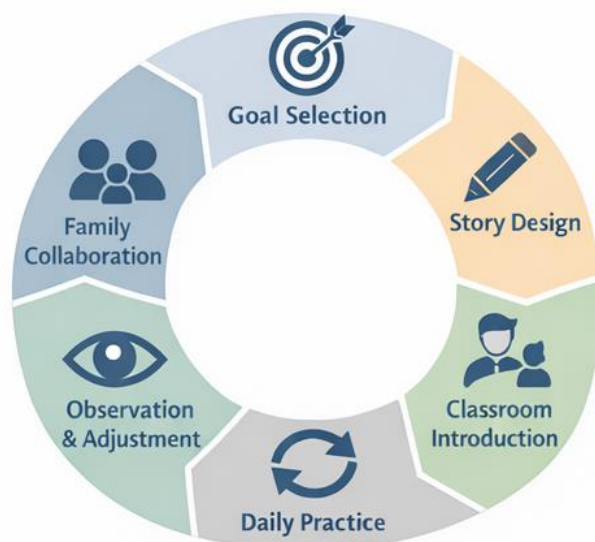 Goal Selection
Story Design
Classroom
Introduction
Daily Practice
Observation
& Adjustment
Family
Collaboration